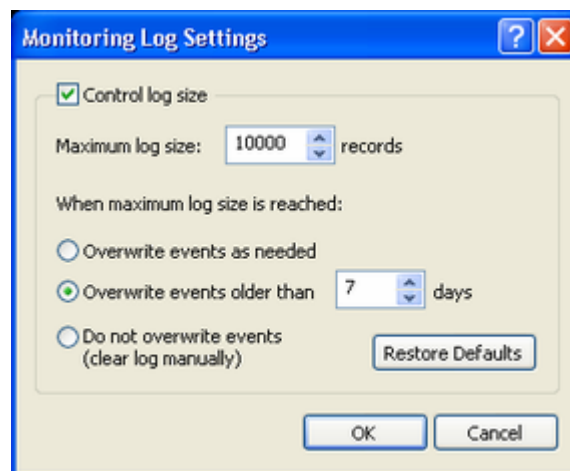 Monitoring Log Settings
Control log size
Maximum log size: 10000 records
When maximum log size is reached:
Overwrite events as needed
Overwrite events older than 7 days
Do not overwrite events
(clear log manually)
Restore Defaults
OK Cancel